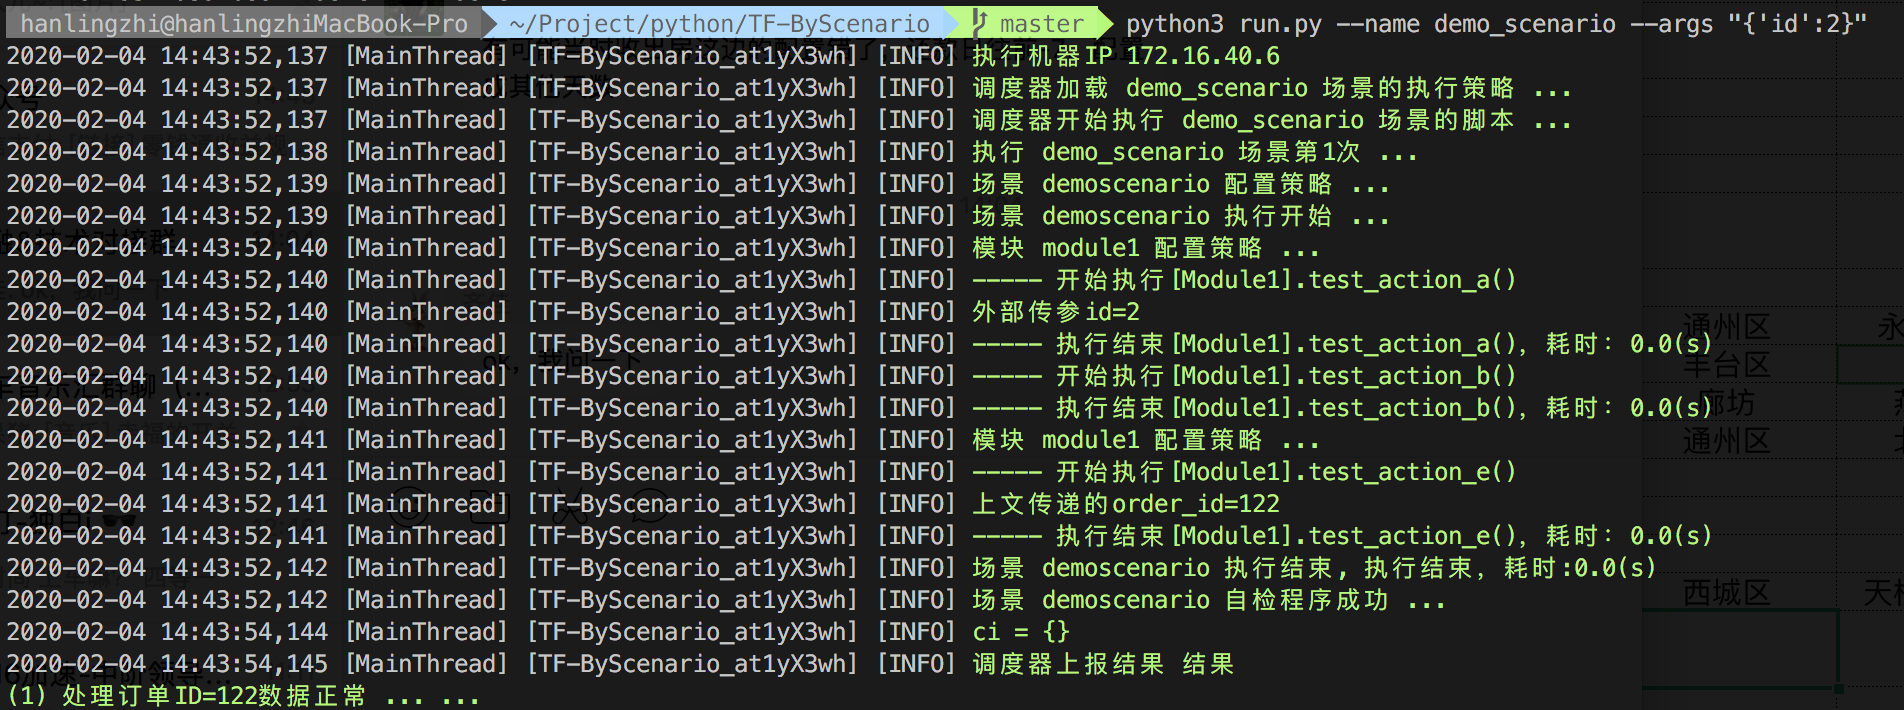 hanlingzhi@hanlingzhiMacBook-Pro ~/Project/python/TF-ByScenario master python3 run.py --name demo_scenario --args "{'id':2}"
2020-02-04 14:43:52,137 [MainThread] [TF-ByScenario_at1yX3wh] [INFO] 执行机器IP 172.16.40.6
2020-02-04 14:43:52,137 [MainThread] [TF-ByScenario_at1yX3wh] [INFO] 调度器加载 demo_scenario 场景的执行策略 ...
2020-02-04 14:43:52,137 [MainThread] [TF-ByScenario_at1yX3wh] [INFO] 调度器开始执行 demo_scenario 场景的脚本 ...
2020-02-04 14:43:52,138 [MainThread] [TF-ByScenario_at1yX3wh] [INFO] 执行 demo_scenario 场景第1次 ...
2020-02-04 14:43:52,139 [MainThread] [TF-ByScenario_at1yX3wh] [INFO] 场景 demoscenario 配置策略 ...
2020-02-04 14:43:52,139 [MainThread] [TF-ByScenario_at1yX3wh] [INFO] 场景 demoscenario 执行开始 ...
2020-02-04 14:43:52,140 [MainThread] [TF-ByScenario_at1yX3wh] [INFO] 模块 module1 配置策略 ...
2020-02-04 14:43:52,140 [MainThread] [TF-ByScenario_at1yX3wh] [INFO] ----- 开始执行[Module1].test_action_a()
2020-02-04 14:43:52,140 [MainThread] [TF-ByScenario_at1yX3wh] [INFO] 外部传参id=2
2020-02-04 14:43:52,140 [MainThread] [TF-ByScenario_at1yX3wh] [INFO] ----- 执行结束[Module1].test_action_a(), 耗时: 0.0(s)
2020-02-04 14:43:52,140 [MainThread] [TF-ByScenario_at1yX3wh] [INFO] ----- 开始执行[Module1].test_action_b()
2020-02-04 14:43:52,140 [MainThread] [TF-ByScenario_at1yX3wh] [INFO] ----- 执行结束[Module1].test_action_b(), 耗时: 0.0(s)
2020-02-04 14:43:52,141 [MainThread] [TF-ByScenario_at1yX3wh] [INFO] 模块 module1 配置策略 ...
2020-02-04 14:43:52,141 [MainThread] [TF-ByScenario_at1yX3wh] [INFO] ----- 开始执行[Module1].test_action_e()
2020-02-04 14:43:52,141 [MainThread] [TF-ByScenario_at1yX3wh] [INFO] 上文传递的order_id=122
2020-02-04 14:43:52,141 [MainThread] [TF-ByScenario_at1yX3wh] [INFO] ----- 执行结束[Module1].test_action_e(), 耗时: 0.0(s)
2020-02-04 14:43:52,142 [MainThread] [TF-ByScenario_at1yX3wh] [INFO] 场景 demoscenario 执行结束, 执行结束, 耗时:0.0(s)
2020-02-04 14:43:52,142 [MainThread] [TF-ByScenario_at1yX3wh] [INFO] 场景 demoscenario 自检程序成功 ...
2020-02-04 14:43:54,144 [MainThread] [TF-ByScenario_at1yX3wh] [INFO] ci = {}
2020-02-04 14:43:54,145 [MainThread] [TF-ByScenario_at1yX3wh] [INFO] 调度器上报结果 结果
(1) 处理订单ID=122数据正常 ... ...
通州区
丰台区
廊坊
通州区
西城区